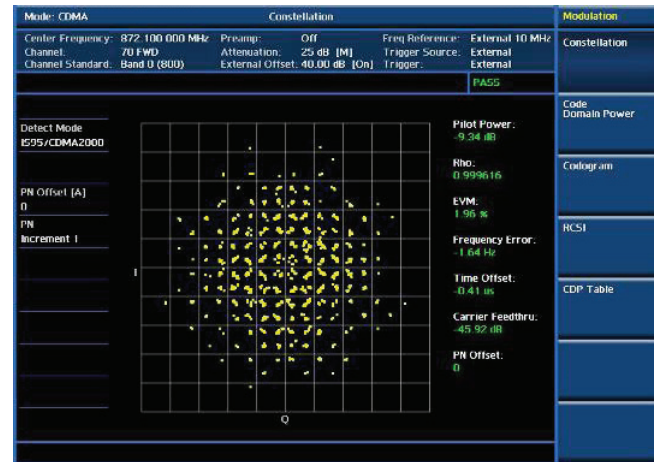 Mode: CDMA Constellation Modulation
Center Frequency: 872.100 000 MHz Preamp: Off Freq Reference: External 10 MHz
Channel: 70 FWD Attenuation: 25 dB [M] Trigger Source: External
Channel Standard: Band 0 (800) External Offset: 40.00 dB [On] Trigger: External
Constellation
PASS
Code
Domain Power
Detect Mode
IS95/CDMA2000
Pilot Power:
-9.34 dB
Rho:
0.999616
Codogram
PN Offset [A]
0
EVM:
1.96 %
PN
Increment 1
RCSI
Frequency Error:
-1.64 Hz
I
Time Offset:
-0.41 us
CDP Table
Carrier Feedthru:
-45.92 dB
PN Offset:
0
Q